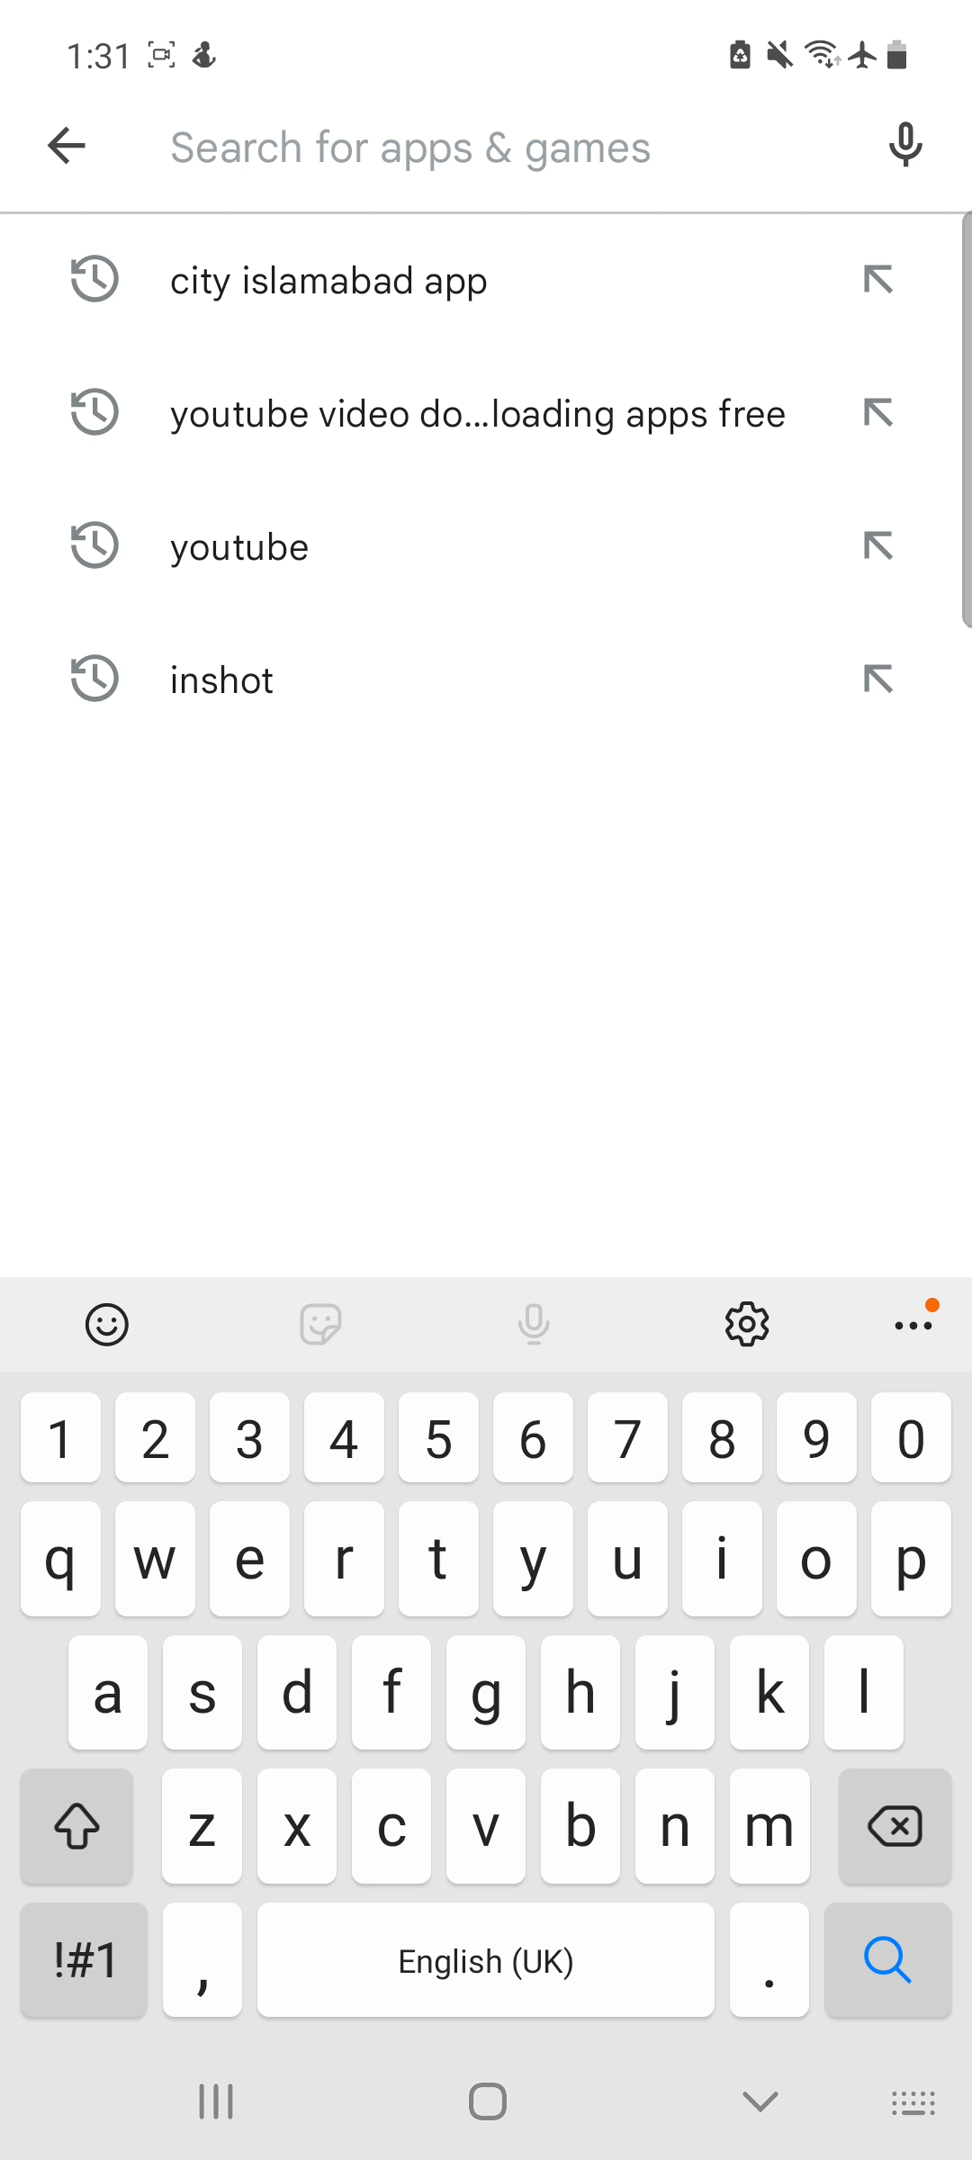 1:31
Search for apps & games
city islamabad app
youtube video do...loading apps free
youtube
inshot
1 2 3 4 5 6 7 8 9 0
q w e r t y u i o p
a s d f g h j k l
z x c v b n m
!#1 , English (UK) .